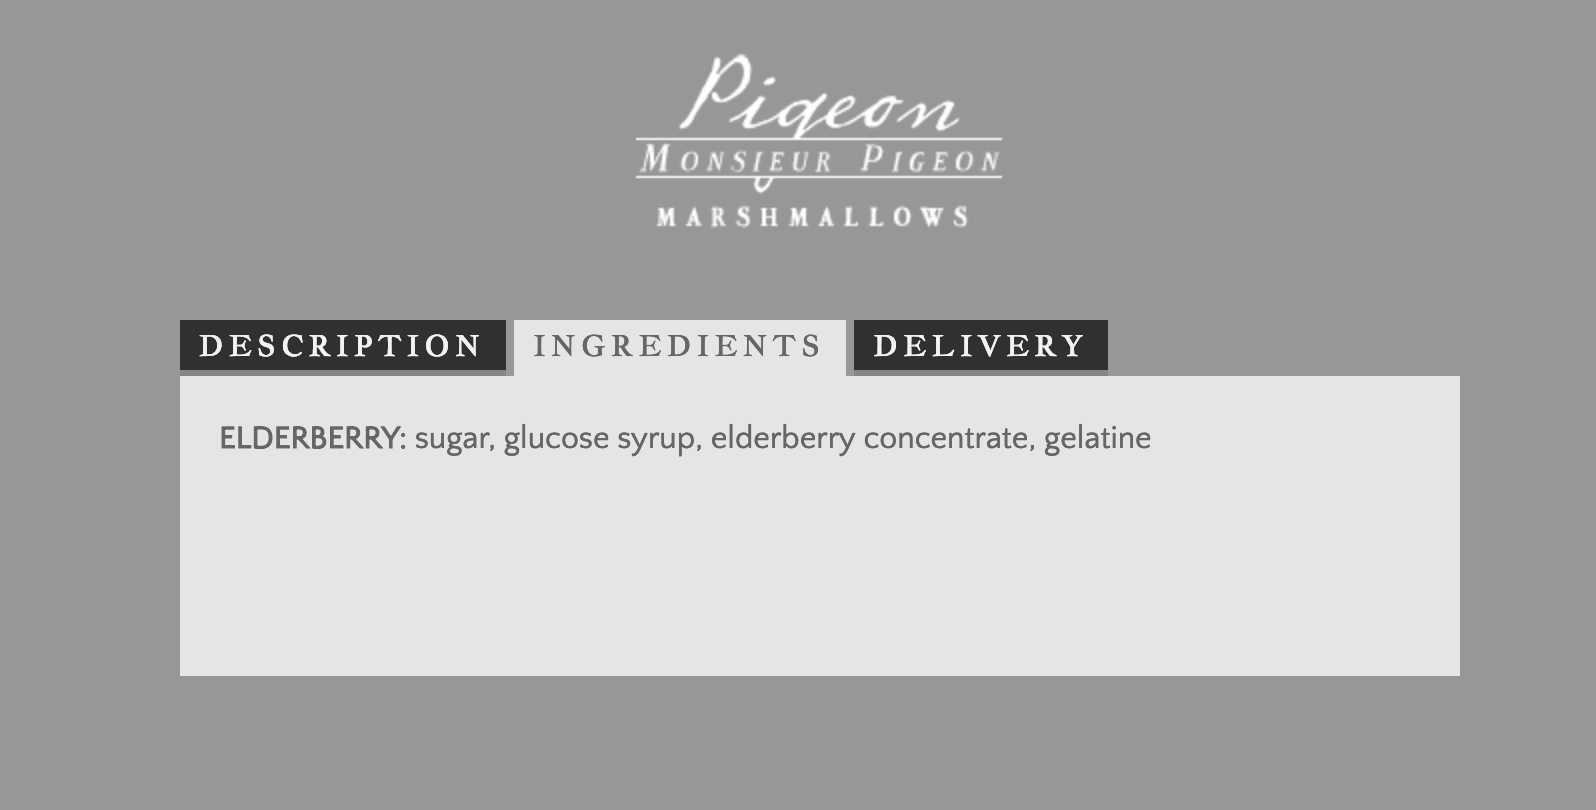 Pigeon
MONSIEUR PIGEON
MARSHMALLOWS
DESCRIPTION INGREDIENTS DELIVERY
ELDERBERRY: sugar, glucose syrup, elderberry concentrate, gelatine